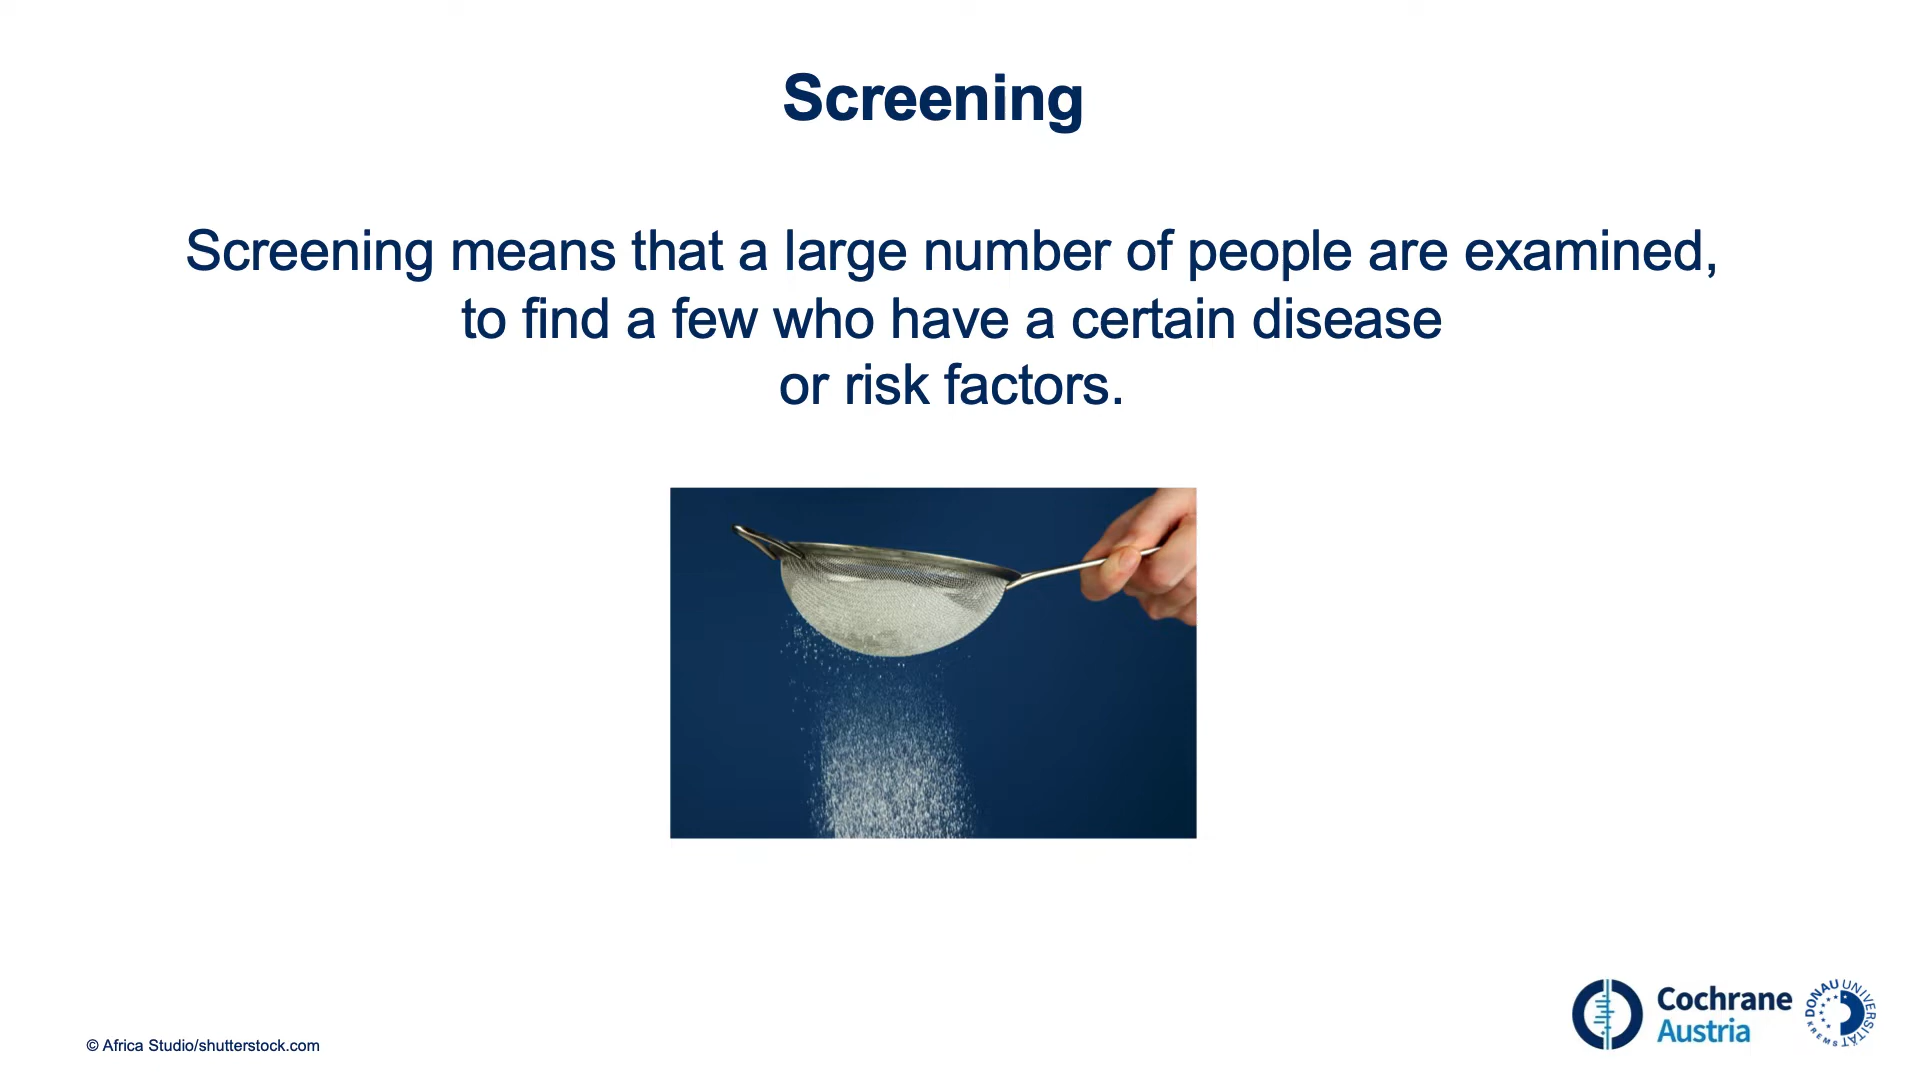 Screening
Screening means that a large number of people are examined,
to find a few who have a certain disease
or risk factors.
© Africa Studio/shutterstock.com
Cochrane
Austria
DONAU UNIVERSITÄT
KREMS